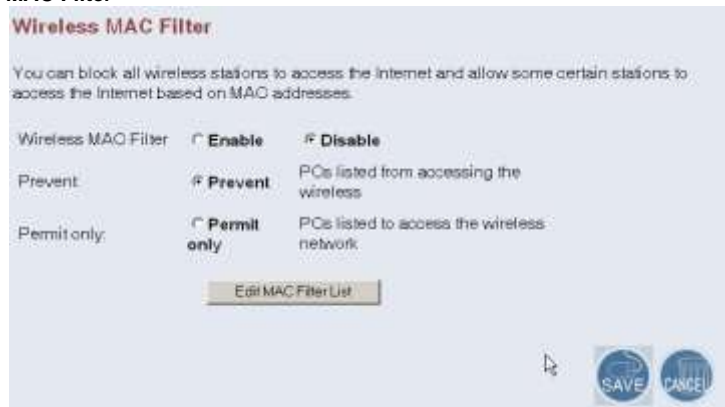 Wireless MAC Filter
You can block all wireless stations to access the Internet and allow some certain stations to
access the Internet based on MAC addresses.
Wireless MAC Filter Enable Disable
Prevent: Prevent PCs listed from accessing the
wireless
Permit only: Permit
only PCs listed to access the wireless
network
Edit MAC Filter List
SAVE CANCEL